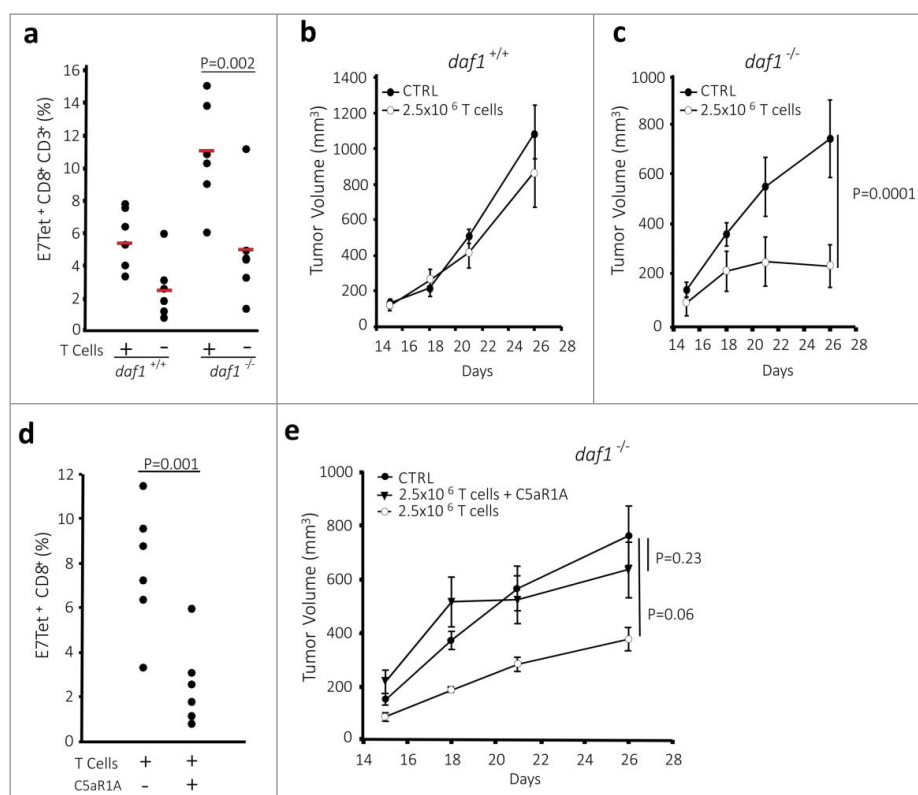 a
P=0.002
E7Tet⁺ CD8⁺ CD3⁺ (%)
16
14
12
10
8
6
4
2
0
T Cells + − + −
daf1 +/+ daf1 -/-
b
daf1 +/+
CTRL
2.5x10 ⁶ T cells
Tumor Volume (mm³)
1400
1200
1000
800
600
400
200
0
14 16 18 20 22 24 26 28
Days
c
daf1 -/-
CTRL
2.5x10 ⁶ T cells
Tumor Volume (mm³)
1000
800
600
400
200
0
P=0.0001
14 16 18 20 22 24 26 28
Days
d
P=0.001
E7Tet⁺ CD8⁺ (%)
12
10
8
6
4
2
0
T Cells + +
C5aR1A - +
e
daf1 -/-
CTRL
2.5x10 ⁶ T cells + C5aR1A
2.5x10 ⁶ T cells
Tumor Volume (mm³)
1000
800
600
400
200
0
P=0.23
P=0.06
14 16 18 20 22 24 26 28
Days